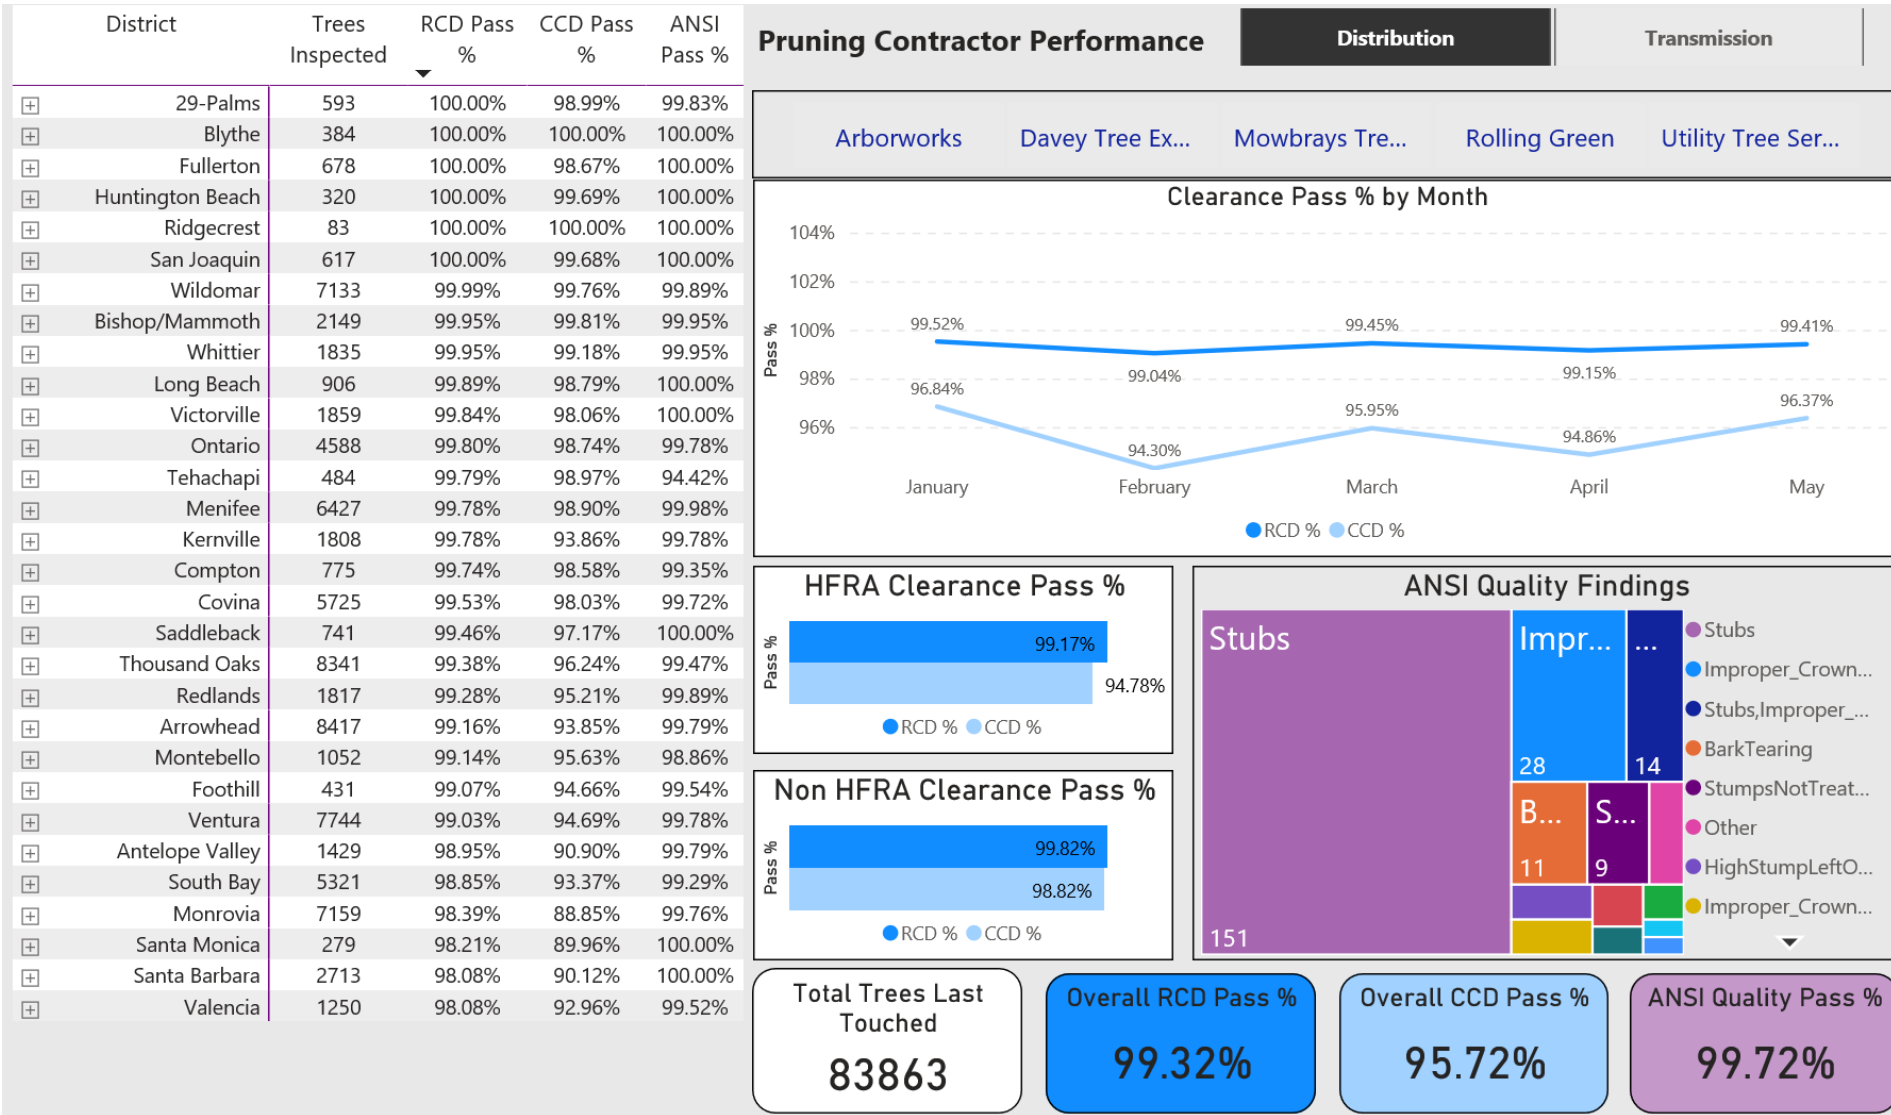 District Trees Inspected RCD Pass % CCD Pass % ANSI Pass %
29-Palms 593 100.00% 98.99% 99.83%
Blythe 384 100.00% 100.00% 100.00%
Fullerton 678 100.00% 98.67% 100.00%
Huntington Beach 320 100.00% 99.69% 100.00%
Ridgecrest 83 100.00% 100.00% 100.00%
San Joaquin 617 100.00% 99.68% 100.00%
Wildomar 7133 99.99% 99.76% 99.89%
Bishop/Mammoth 2149 99.95% 99.81% 99.95%
Whittier 1835 99.95% 99.18% 99.95%
Long Beach 906 99.89% 98.79% 100.00%
Victorville 1859 99.84% 98.06% 100.00%
Ontario 4588 99.80% 98.74% 99.78%
Tehachapi 484 99.79% 98.97% 94.42%
Menifee 6427 99.78% 98.90% 99.98%
Kernville 1808 99.78% 93.86% 99.78%
Compton 775 99.74% 98.58% 99.35%
Covina 5725 99.53% 98.03% 99.72%
Saddleback 741 99.46% 97.17% 100.00%
Thousand Oaks 8341 99.38% 96.24% 99.47%
Redlands 1817 99.28% 95.21% 99.89%
Arrowhead 8417 99.16% 93.85% 99.79%
Montebello 1052 99.14% 95.63% 98.86%
Foothill 431 99.07% 94.66% 99.54%
Ventura 7744 99.03% 94.69% 99.78%
Antelope Valley 1429 98.95% 90.90% 99.79%
South Bay 5321 98.85% 93.37% 99.29%
Monrovia 7159 98.39% 88.85% 99.76%
Santa Monica 279 98.21% 89.96% 100.00%
Santa Barbara 2713 98.08% 90.12% 100.00%
Valencia 1250 98.08% 92.96% 99.52%
Pruning Contractor Performance
Distribution Transmission
Arborworks Davey Tree Ex... Mowbrays Tre... Rolling Green Utility Tree Ser...
Clearance Pass % by Month
Pass %
104%
102%
100%
98%
96%
99.52% 99.04% 99.45% 99.15% 99.41%
96.84% 94.30% 95.95% 94.86% 96.37%
January February March April May
RCD % CCD %
HFRA Clearance Pass %
Pass %
99.17%
94.78%
RCD % CCD %
Non HFRA Clearance Pass %
Pass %
99.82%
98.82%
RCD % CCD %
ANSI Quality Findings
Stubs
151
Impr...
28
...
14
B...
11
S...
9
Stubs
Improper_Crown...
Stubs,Improper_...
BarkTearing
StumpsNotTreat...
Other
HighStumpLeftO...
Improper_Crown...
Total Trees Last
Touched
83863
Overall RCD Pass %
99.32%
Overall CCD Pass %
95.72%
ANSI Quality Pass %
99.72%